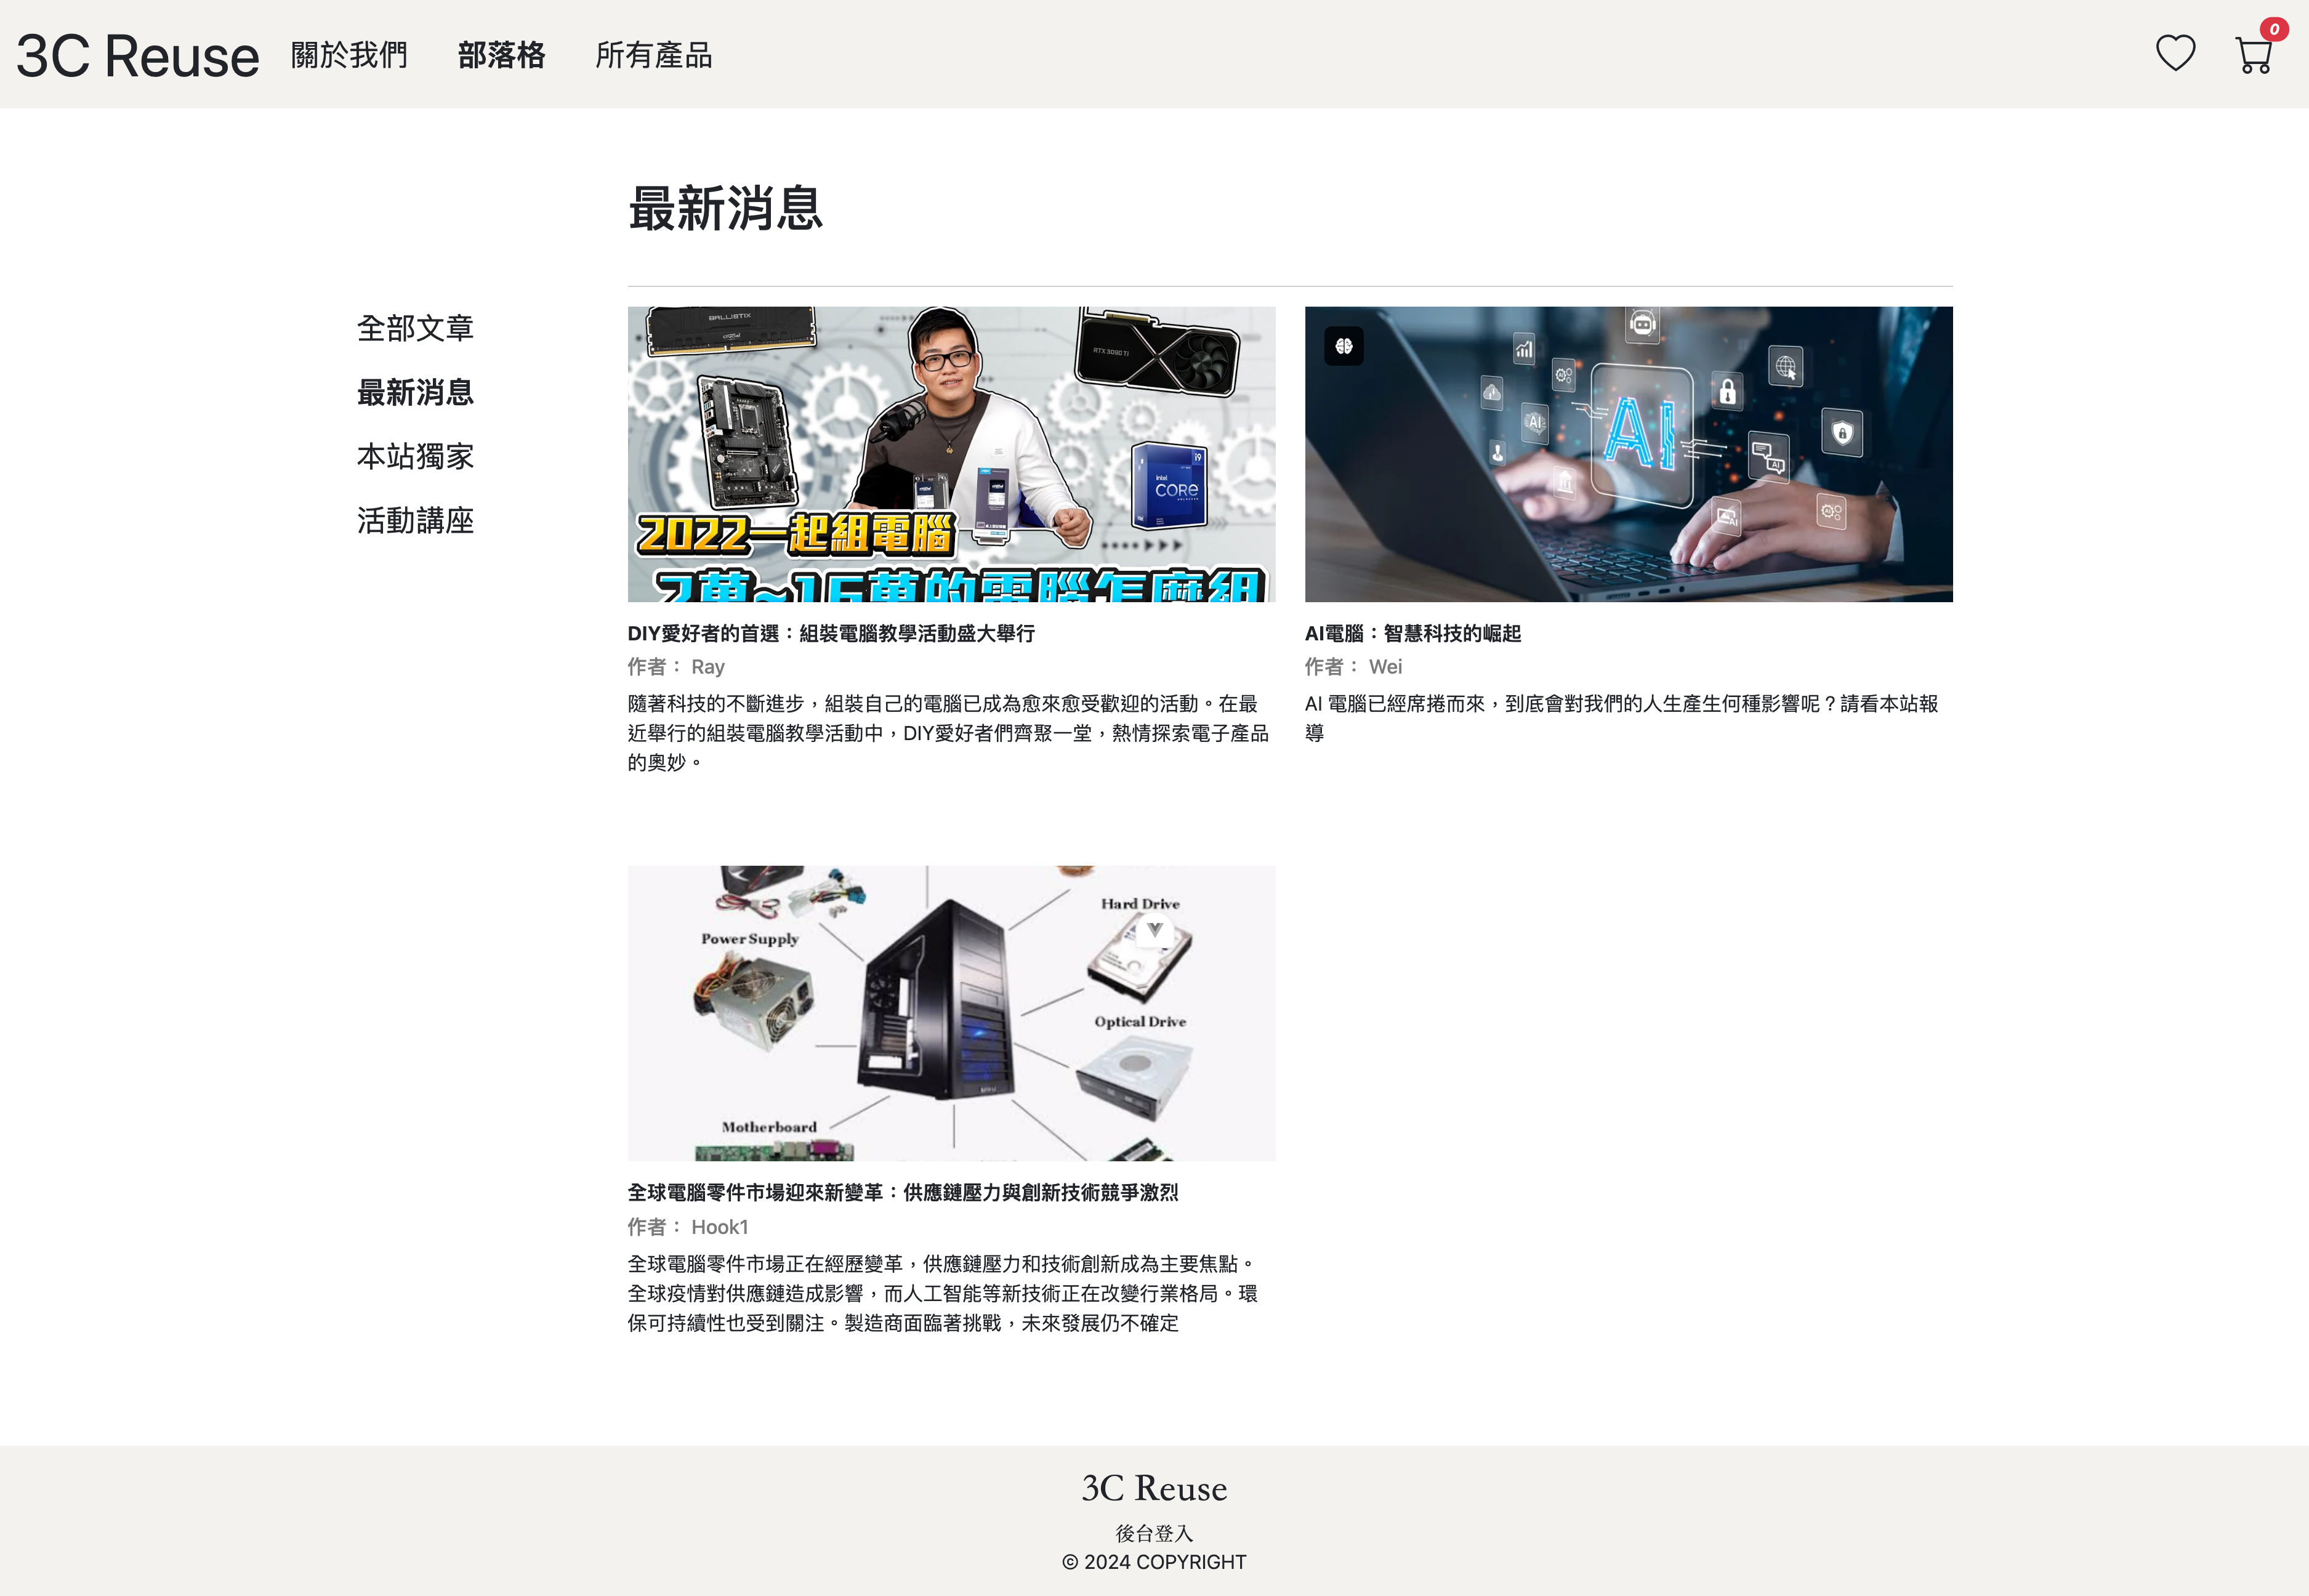 3C Reuse
關於我們
部落格
所有產品
0
最新消息
全部文章
最新消息
本站獨家
活動講座
BALLISTIX
crucial
RTX 3090 Ti
i9
intel
CORE
2022一起組電腦
2萬~15萬的電腦怎麼組
AI
AI
AI
AI
DIY愛好者的首選：組裝電腦教學活動盛大舉行
作者： Ray
隨著科技的不斷進步，組裝自己的電腦已成為愈來愈受歡迎的活動。在最
近舉行的組裝電腦教學活動中，DIY愛好者們齊聚一堂，熱情探索電子產品
的奧妙。
AI電腦：智慧科技的崛起
作者： Wei
AI 電腦已經席捲而來，到底會對我們的人生產生何種影響呢？請看本站報
導
Hard Drive
Power Supply
Optical Drive
Motherboard
全球電腦零件市場迎來新變革：供應鏈壓力與創新技術競爭激烈
作者： Hook1
全球電腦零件市場正在經歷變革，供應鏈壓力和技術創新成為主要焦點。
全球疫情對供應鏈造成影響，而人工智能等新技術正在改變行業格局。環
保可持續性也受到關注。製造商面臨著挑戰，未來發展仍不確定
3C Reuse
後台登入
© 2024 COPYRIGHT